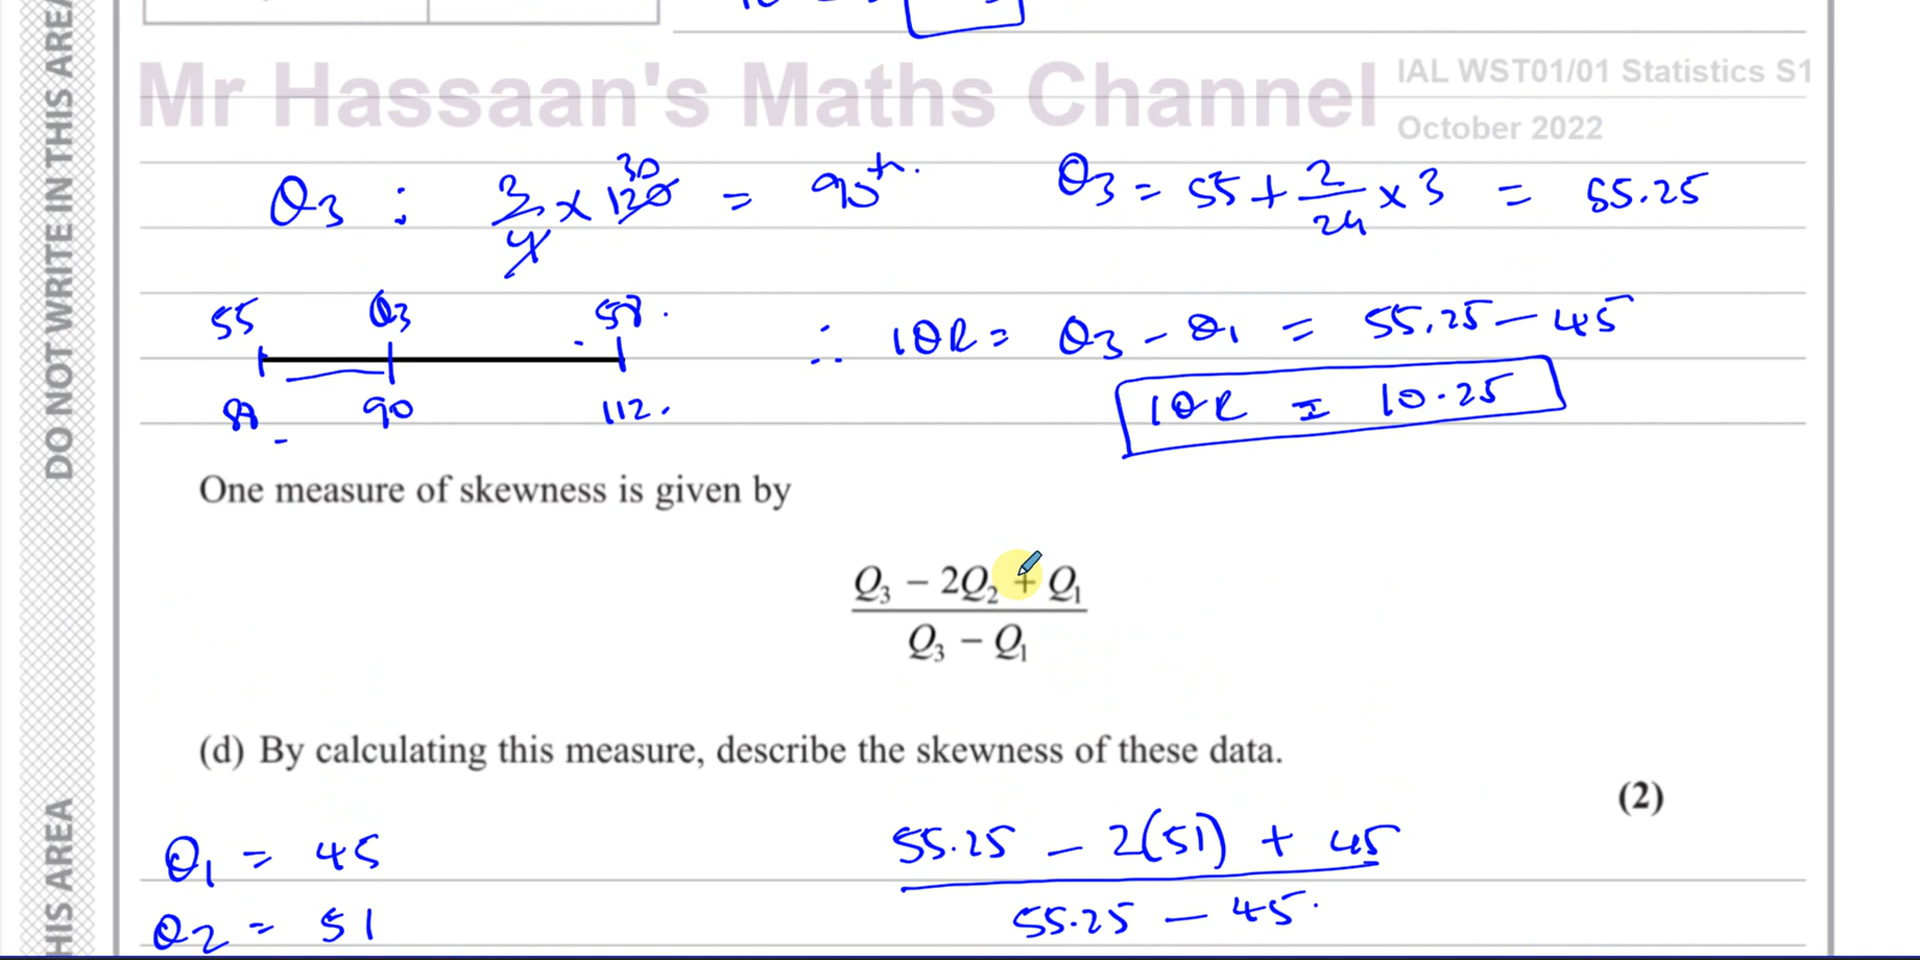 DO NOT WRITE IN THIS AREA
Mr Hassaan's Maths Channel
IAL WST01/01 Statistics S1
October 2022
Q3 : 3/4 × 120 30 = 90th.
Q3 = 55 + 2/24 × 3 = 55.25
55 Q3 58.
88 90 112.
∴ IQR = Q3 - Q1 = 55.25 - 45
IQR = 10.25
One measure of skewness is given by
Q3 − 2Q2 + Q1
Q3 − Q1
(d) By calculating this measure, describe the skewness of these data.
(2)
Q1 = 45
55.25 - 2(51) + 45
Q2 = 51
55.25 - 45.
HIS AREA